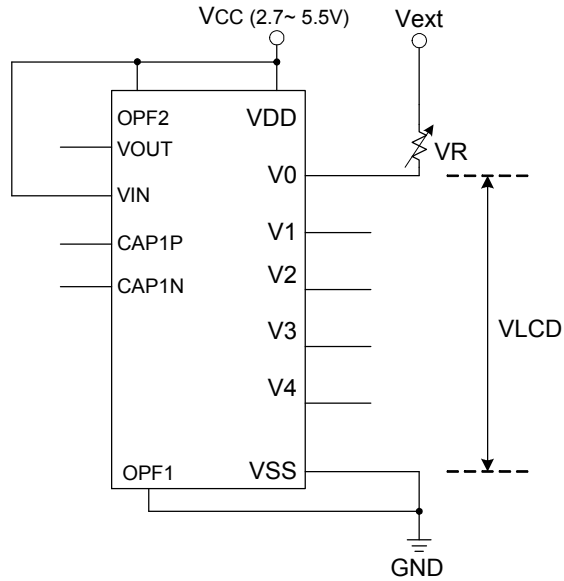 VCC (2.7~ 5.5V)
Vext
OPF2
VDD
VOUT
VR
V0
VIN
V1
CAP1P
V2
CAP1N
V3
VLCD
V4
OPF1
VSS
GND